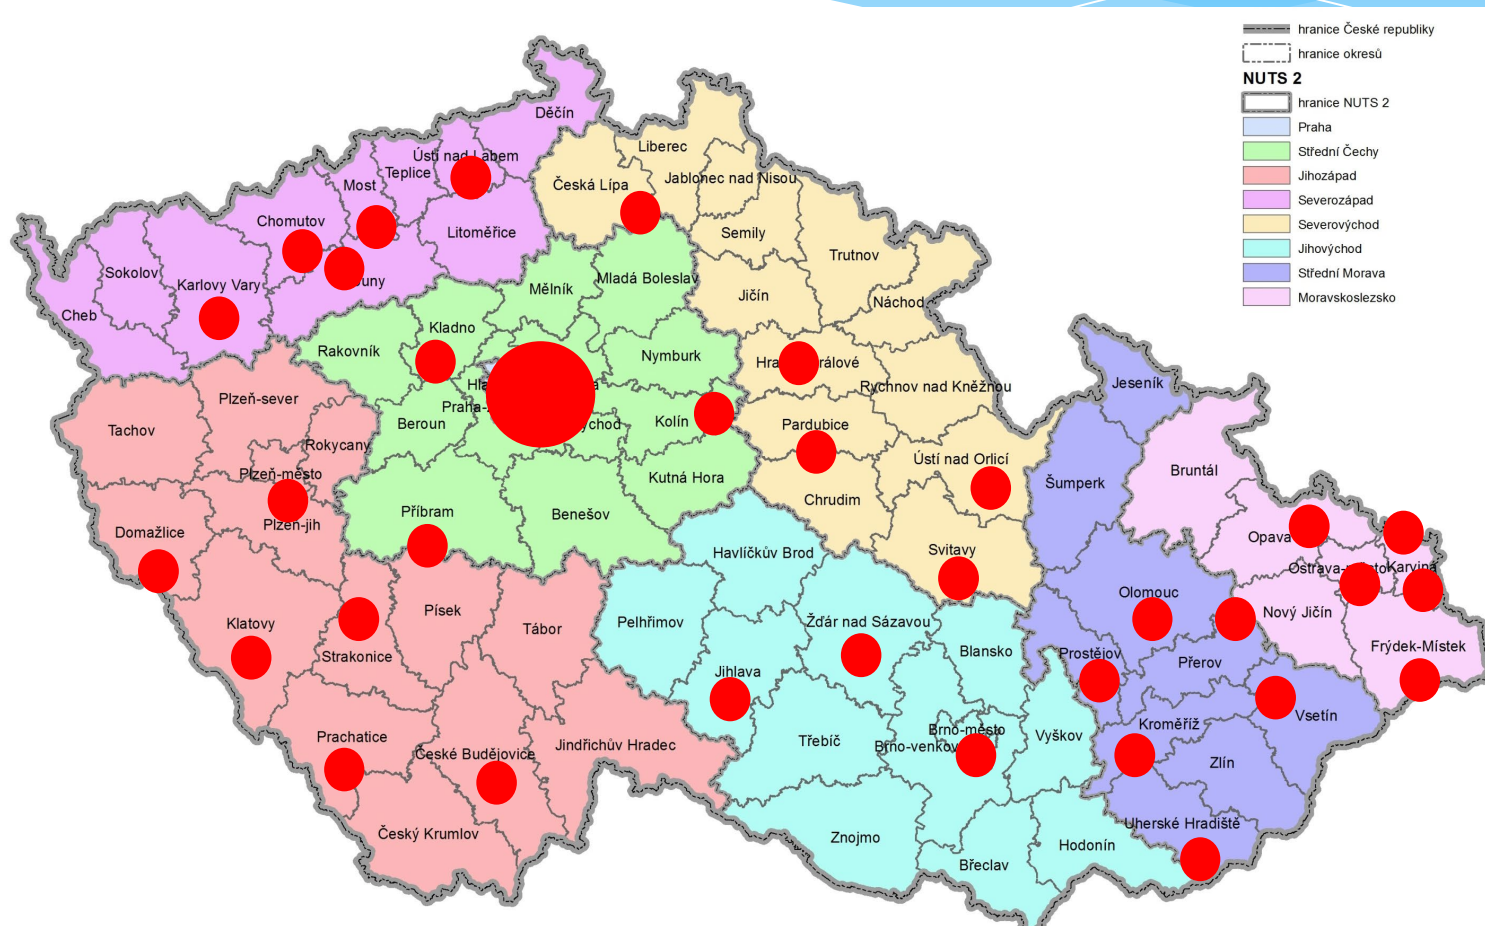 hranice České republiky
hranice okresů
NUTS 2
hranice NUTS 2
Praha
Střední Čechy
Jihozápad
Severozápad
Severovýchod
Jihovýchod
Střední Morava
Moravskoslezsko
Děčín
Liberec
Ústí nad Labem
Teplice
Most
Česká Lípa
Jablonec nad Nisou
Chomutov
Litoměřice
Semily
Trutnov
Sokolov
Karlovy Vary
Mladá Boleslav
Mělník
Jičín
Náchod
Cheb
Kladno
Rakovník
Nymburk
Rychnov nad Kněžnou
Jeseník
Plzeň-sever
Tachov
Beroun
Kolín
Pardubice
Rokycany
Ústí nad Orlicí
Plzeň-město
Kutná Hora
Chrudim
Šumperk
Bruntál
Příbram
Benešov
Plzeň-jih
Domažlice
Opava
Havlíčkův Brod
Svitavy
Karviná
Olomouc
Nový Jičín
Písek
Tábor
Pelhřimov
Žďár nad Sázavou
Klatovy
Strakonice
Blansko
Prostějov
Přerov
Frýdek-Místek
Jihlava
Vsetín
Kroměříž
Prachatice
České Budějovice
Jindřichův Hradec
Třebíč
Brno-město
Brno-venkov
Vyškov
Zlín
Český Krumlov
Znojmo
Uherské Hradiště
Hodonín
Břeclav